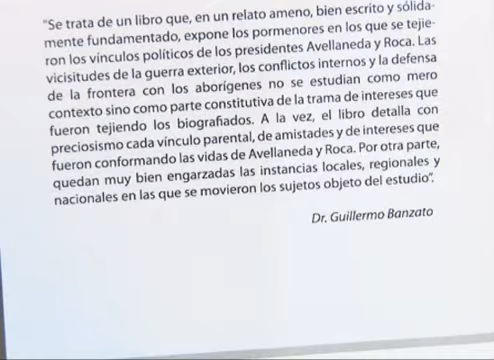 "Se trata de un libro que, en un relato ameno, bien escrito y sólida-
mente fundamentado, expone los pormenores en los que se tejie-
ron los vínculos políticos de los presidentes Avellaneda y Roca. Las
vicisitudes de la guerra exterior, los conflictos internos y la defensa
de la frontera con los aborígenes no se estudian como mero
contexto sino como parte constitutiva de la trama de intereses que
fueron tejiendo los biografiados. A la vez, el libro detalla con
preciosismo cada vínculo parental, de amistades y de intereses que
fueron conformando las vidas de Avellaneda y Roca. Por otra parte,
quedan muy bien engarzadas las instancias locales, regionales y
nacionales en las que se movieron los sujetos objeto del estudio".
Dr. Guillermo Banzato